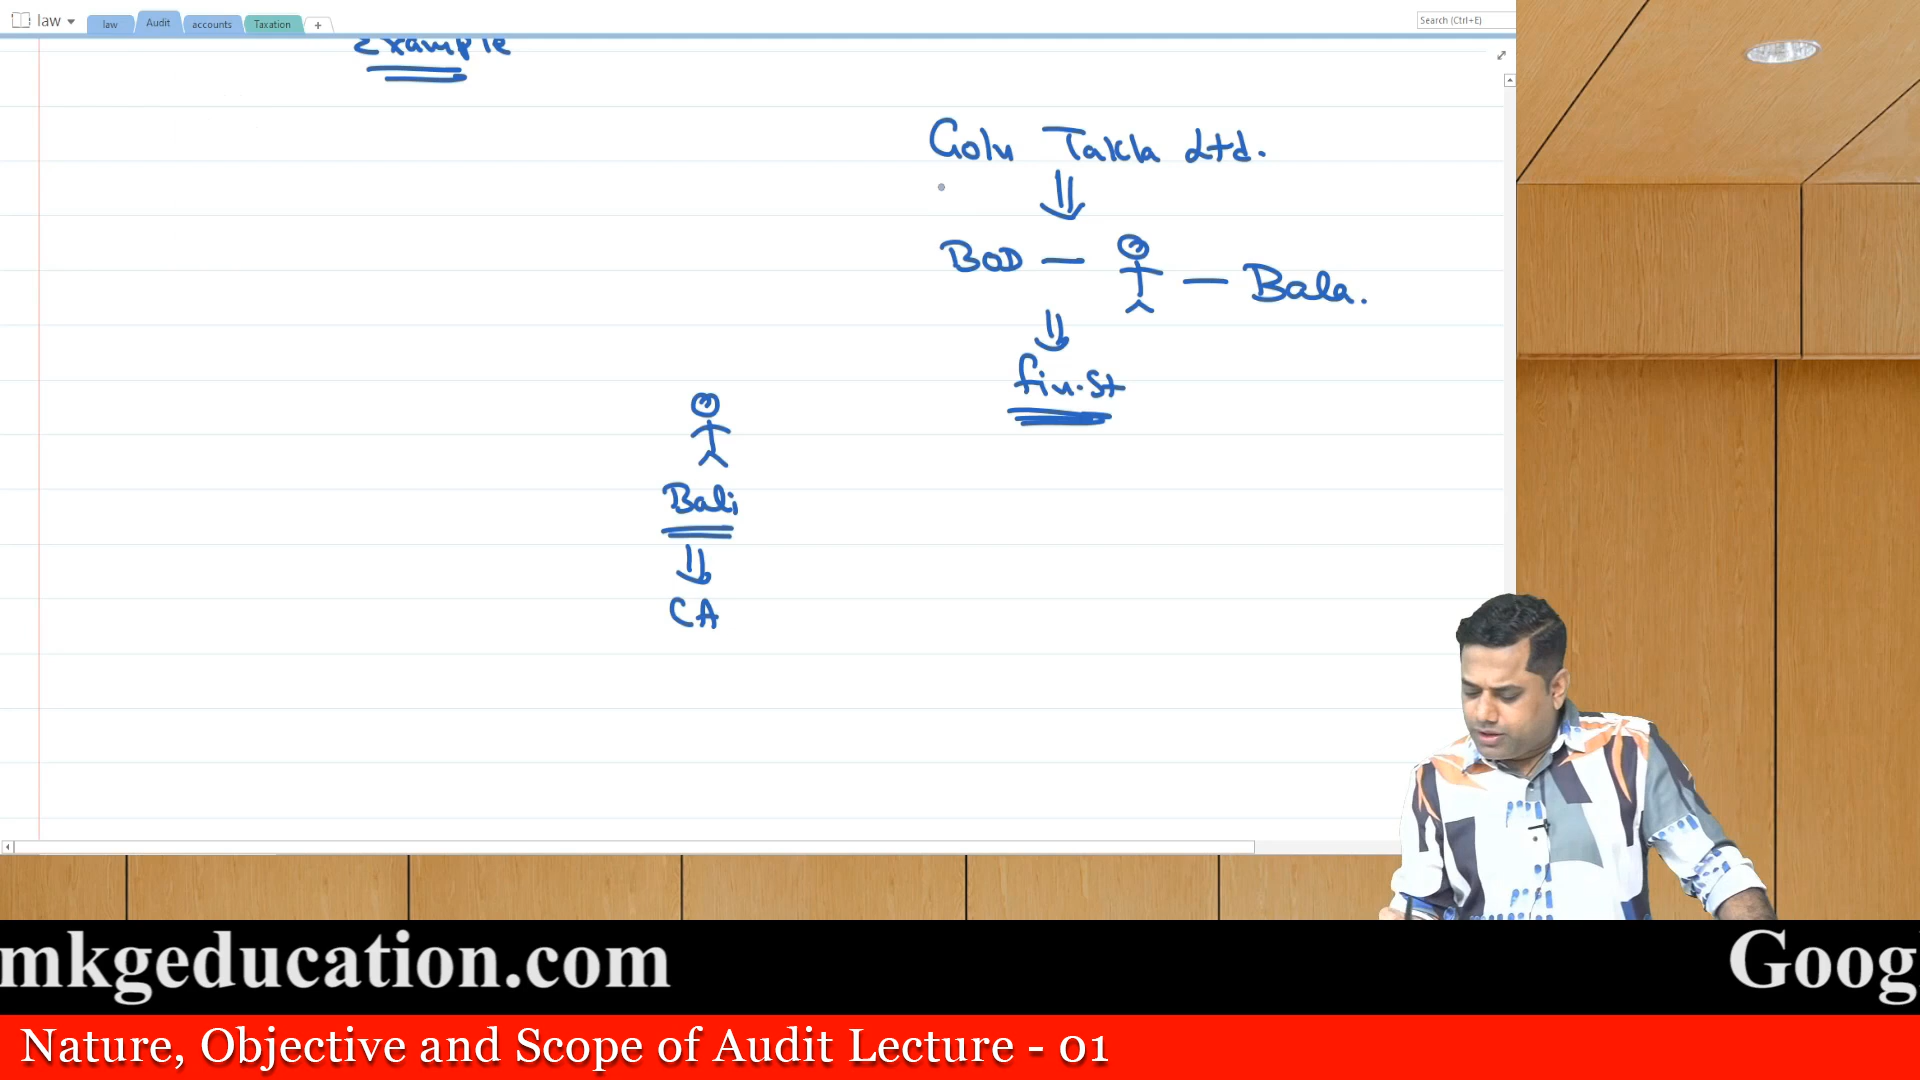 law
law Audit accounts Taxation +
Search (Ctrl+E)
Example
Golu Takla Ltd.
BOD — — Bala.
fin.St
Bali
CA
mkgeducation.com
Goog
Nature, Objective and Scope of Audit Lecture - 01